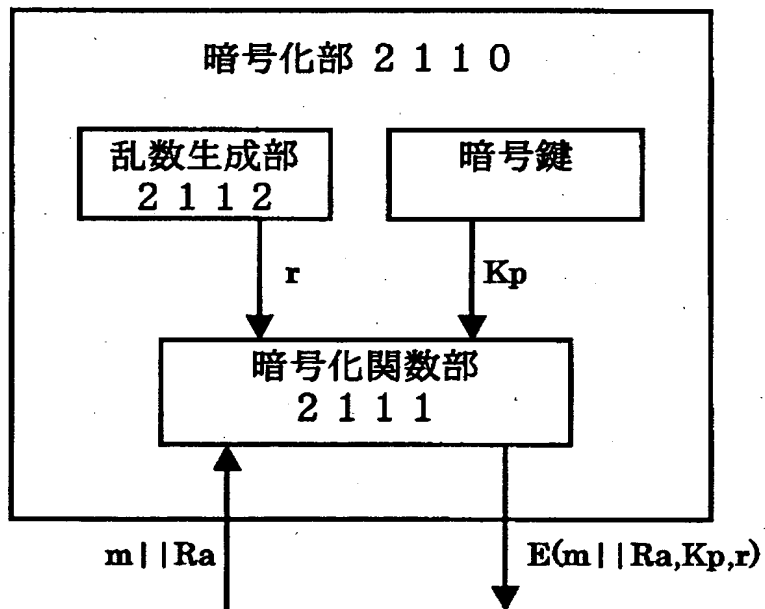 暗号化部 2110
乱数生成部
2112
暗号鍵
r
Kp
暗号化関数部
2111
m||Ra
E(m||Ra,Kp,r)